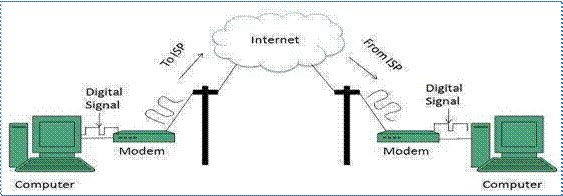 Internet
To ISP
From ISP
Digital
Signal
Digital
Signal
Modem
Modem
Computer
Computer